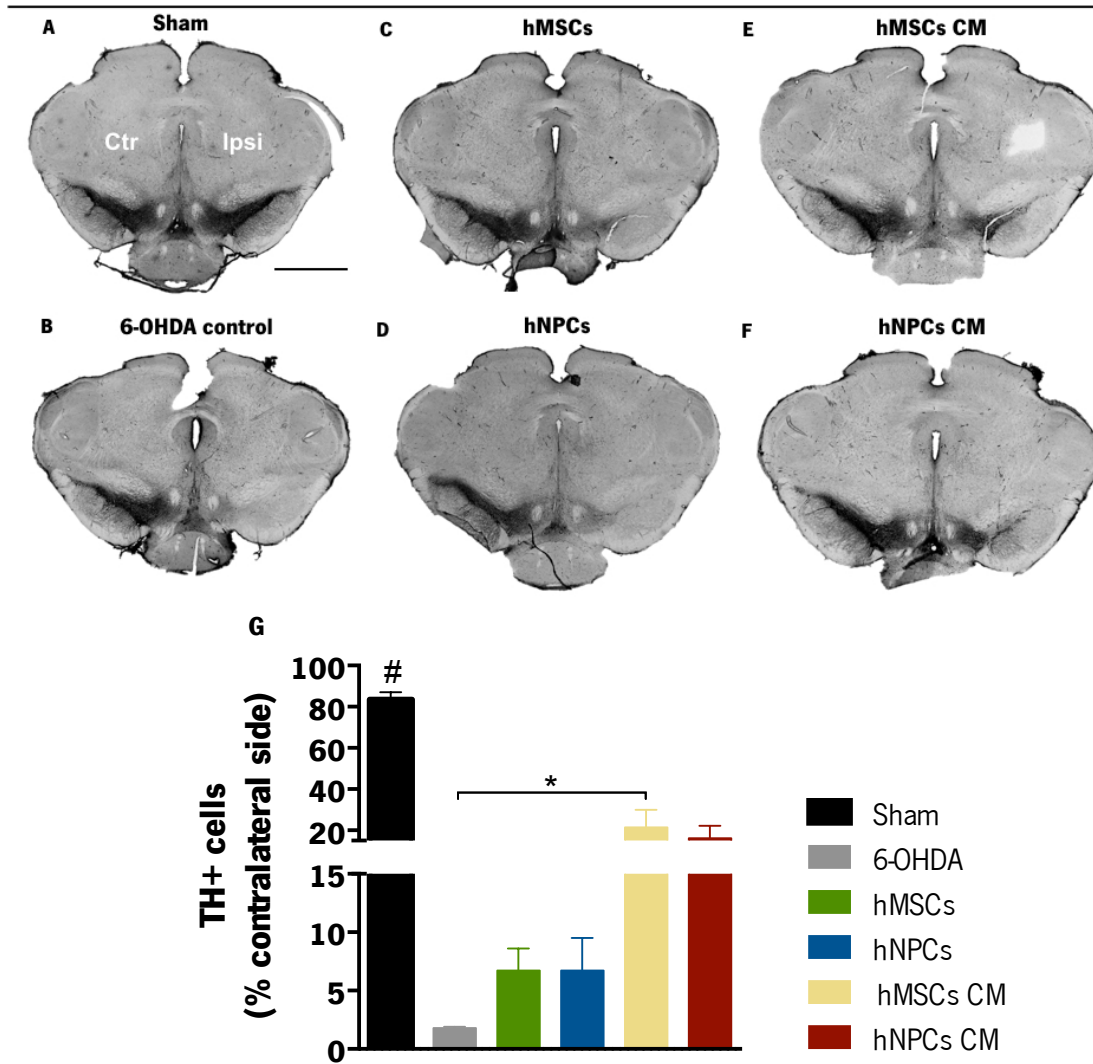 A
Sham
C
hMSCs
E
hMSCs CM
Ctr
Ipsi
B
6-OHDA control
D
hNPCs
F
hNPCs CM
G
TH+ cells
(% contralateral side)
100
80
60
40
20
15
10
5
0
#
*
Sham
6-OHDA
hMSCs
hNPCs
hMSCs CM
hNPCs CM